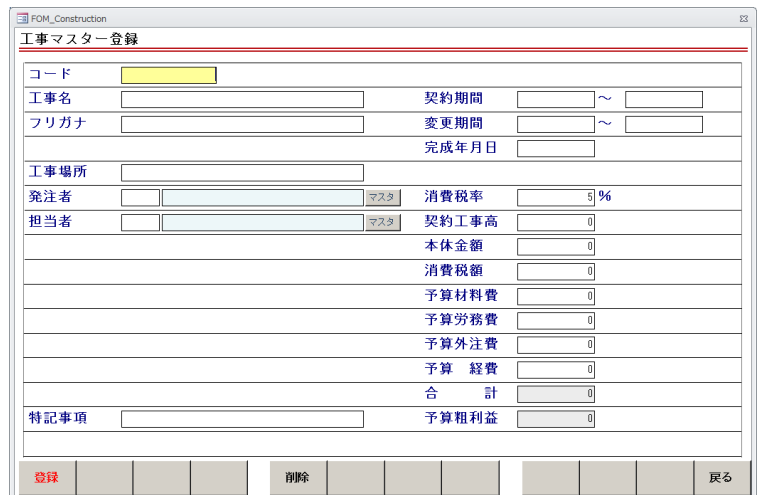 FOM_Construction
工事マスター登録
コード
工事名 契約期間 ～
フリガナ 変更期間 ～
完成年月日
工事場所
発注者 マスタ 消費税率 5 %
担当者 マスタ 契約工事高 0
本体金額 0
消費税額 0
予算材料費 0
予算労務費 0
予算外注費 0
予算　経費 0
合　　計 0
特記事項 予算粗利益 0
登録 削除 戻る